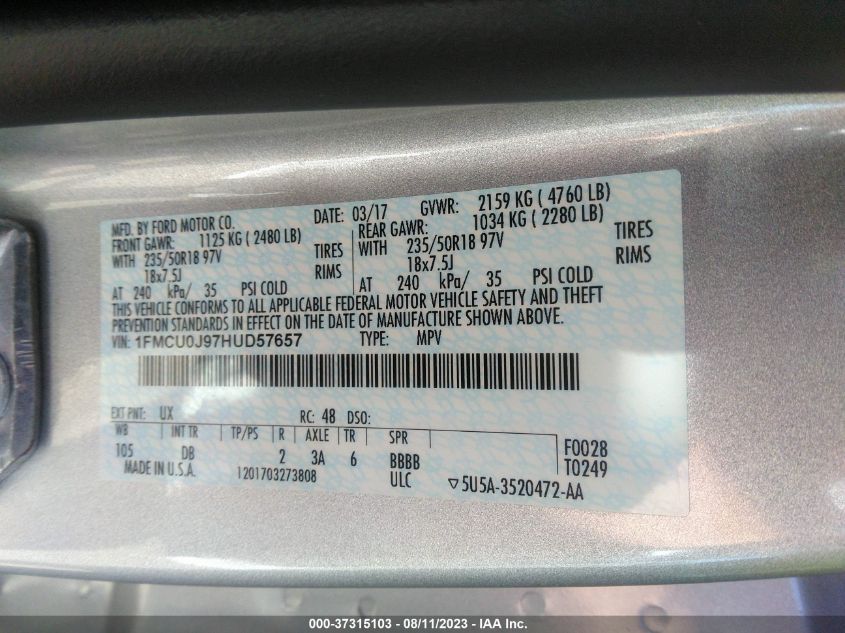 MFD. BY FORD MOTOR CO. DATE: 03/17 GVWR: 2159 KG ( 4760 LB)
FRONT GAWR: 1125 KG ( 2480 LB) REAR GAWR: 1034 KG ( 2280 LB)
WITH 235/50R18 97V TIRES WITH 235/50R18 97V TIRES
18x7.5J RIMS 18x7.5J RIMS
AT 240 kPa/ 35 PSI COLD AT 240 kPa/ 35 PSI COLD
THIS VEHICLE CONFORMS TO ALL APPLICABLE FEDERAL MOTOR VEHICLE SAFETY AND THEFT
PREVENTION STANDARDS IN EFFECT ON THE DATE OF MANUFACTURE SHOWN ABOVE.
VIN: 1FMCU0J97HUD57657 TYPE: MPV
EXT PNT: UX RC: 48 DSO:
WB INT TR TP/PS R AXLE TR SPR F0028
105 DB 2 3A 6 BBBB T0249
MADE IN U.S.A. 1201703273808 ULC ▽5U5A-3520472-AA
000-37315103 - 08/11/2023 - IAA Inc.